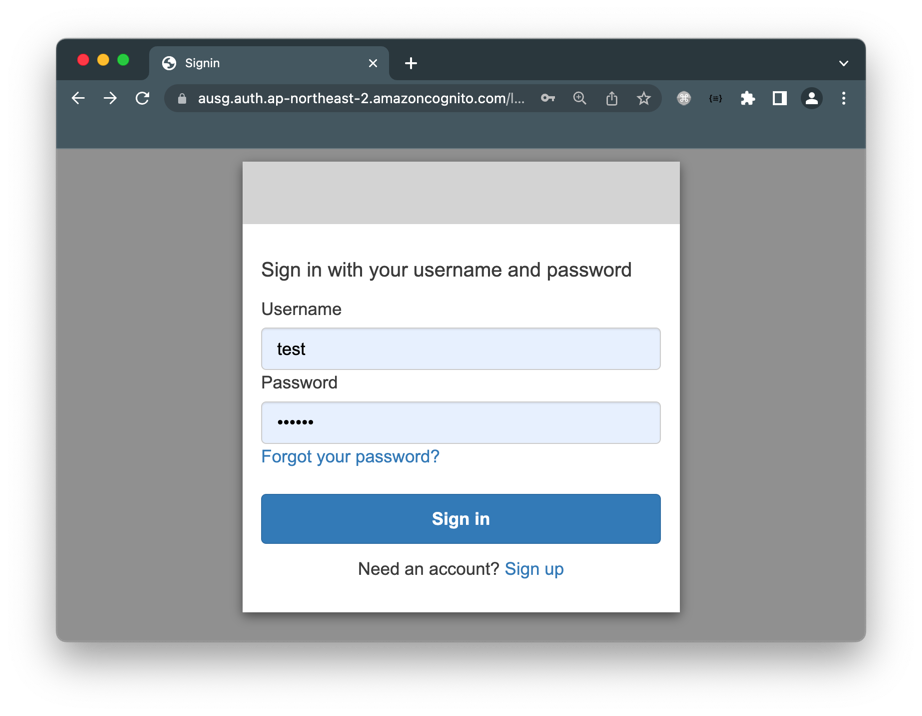 Signin
ausg.auth.ap-northeast-2.amazoncognito.com/l...
Sign in with your username and password
Username
test
Password
••••••
Forgot your password?
Sign in
Need an account? Sign up